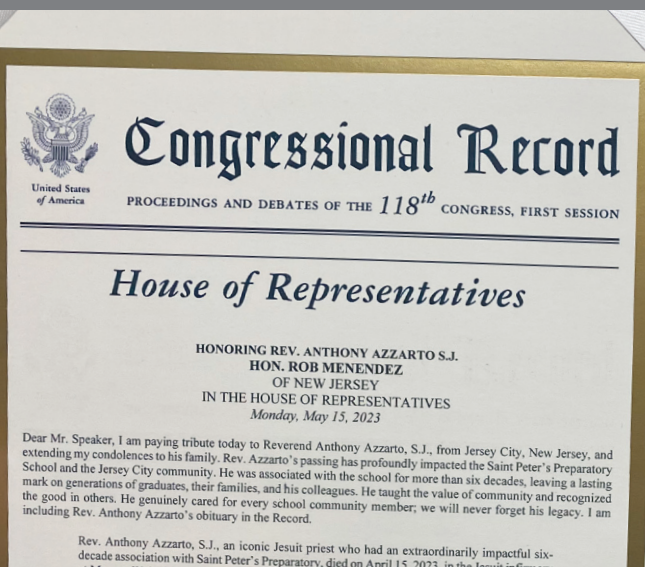 Congressional Record
United States
of America
PROCEEDINGS AND DEBATES OF THE 118th CONGRESS, FIRST SESSION
House of Representatives
HONORING REV. ANTHONY AZZARTO S.J.
HON. ROB MENENDEZ
OF NEW JERSEY
IN THE HOUSE OF REPRESENTATIVES
Monday, May 15, 2023
Dear Mr. Speaker, I am paying tribute today to Reverend Anthony Azzarto, S.J., from Jersey City, New Jersey, and
extending my condolences to his family. Rev. Azzarto's passing has profoundly impacted the Saint Peter's Preparatory
School and the Jersey City community. He was associated with the school for more than six decades, leaving a lasting
mark on generations of graduates, their families, and his colleagues. He taught the value of community and recognized
the good in others. He genuinely cared for every school community member; we will never forget his legacy. I am
including Rev. Azzarto's obituary in the Record.
Rev. Anthony Azzarto, S.J., an iconic Jesuit priest who had an extraordinarily impactful six-
decade association with Saint Peter's Preparatory, died on April 15, 2023, in the Jesuit